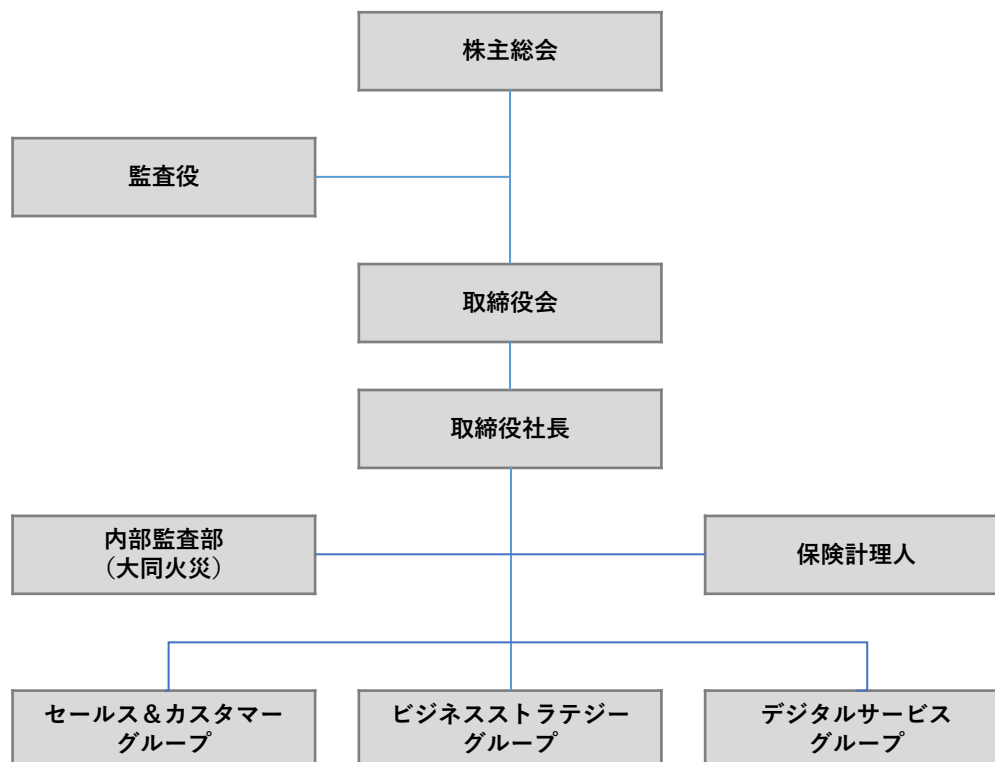 株主総会
監査役
取締役会
取締役社長
内部監査部
（大同火災）
保険計理人
セールス＆カスタマー
グループ
ビジネスストラテジー
グループ
デジタルサービス
グループ